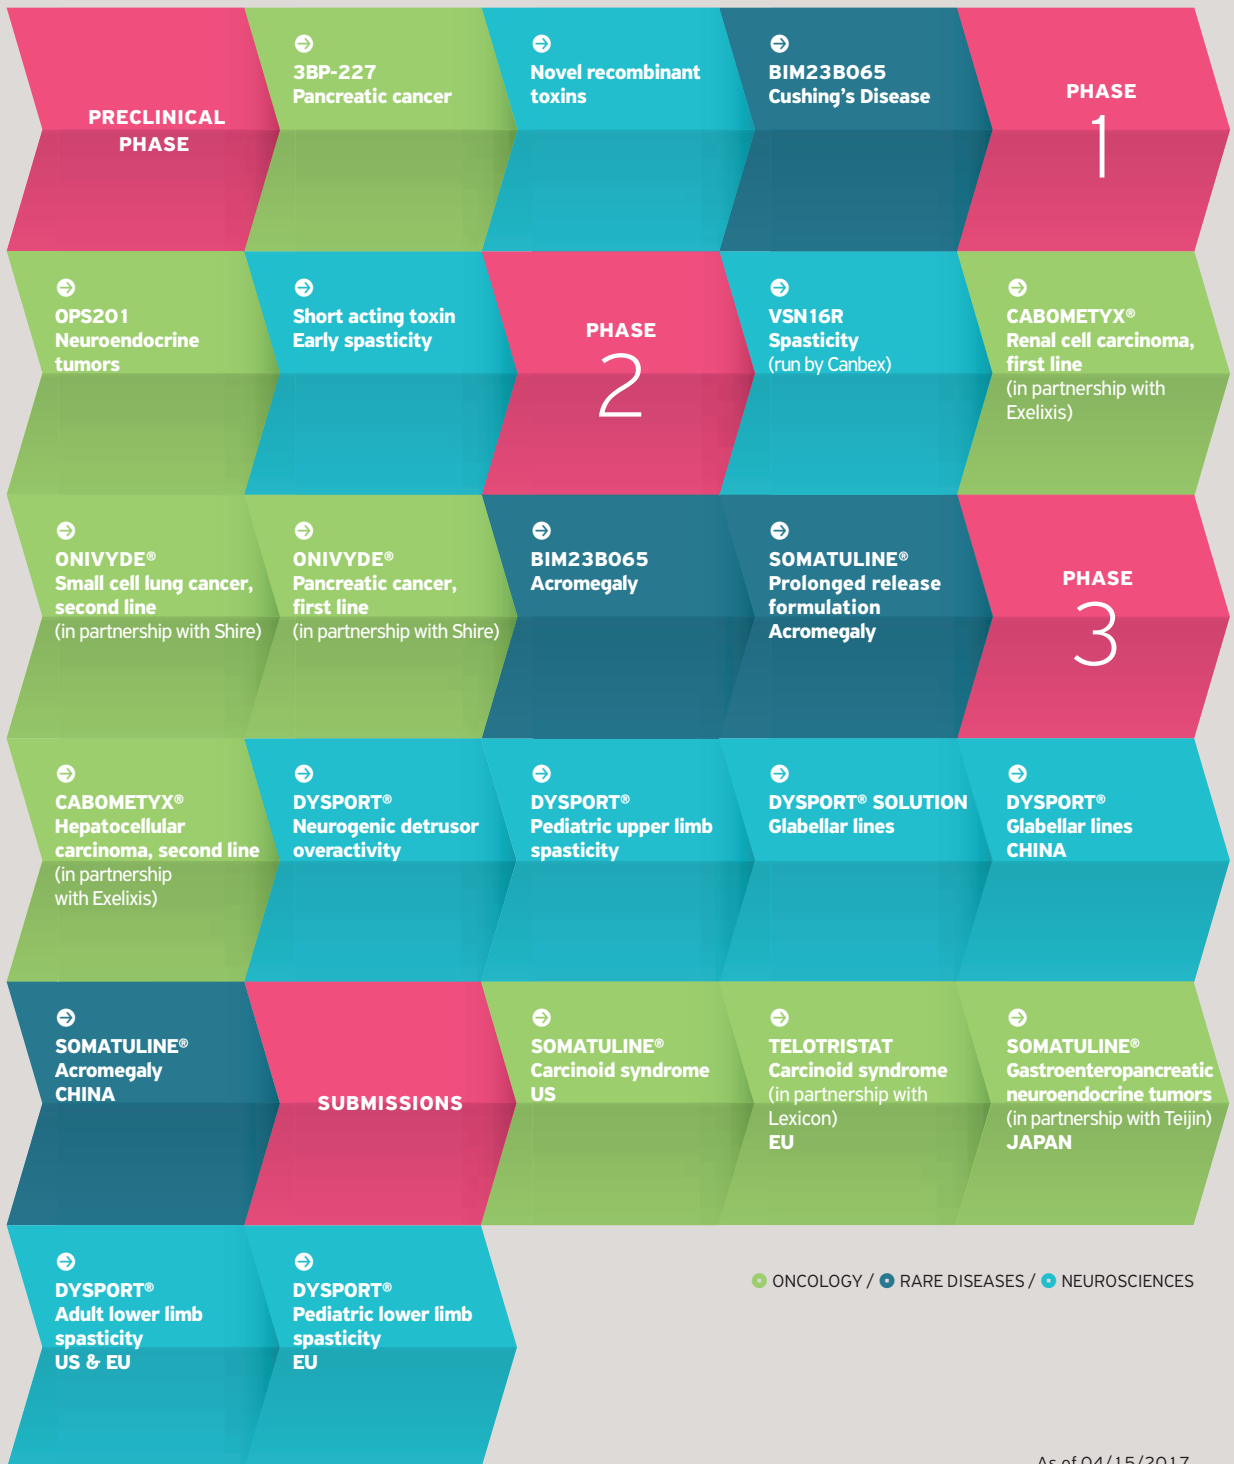 PRECLINICAL
PHASE
3BP-227
Pancreatic cancer
Novel recombinant
toxins
BIM23B065
Cushing's Disease
PHASE
1
OPS201
Neuroendocrine
tumors
Short acting toxin
Early spasticity
PHASE
2
VSN16R
Spasticity
(run by Canbex)
CABOMETYX®
Renal cell carcinoma,
first line
(in partnership with
Exelixis)
ONIVYDE®
Small cell lung cancer,
second line
(in partnership with Shire)
ONIVYDE®
Pancreatic cancer,
first line
(in partnership with Shire)
BIM23B065
Acromegaly
SOMATULINE®
Prolonged release
formulation
Acromegaly
PHASE
3
CABOMETYX®
Hepatocellular
carcinoma, second line
(in partnership
with Exelixis)
DYSPORT®
Neurogenic detrusor
overactivity
DYSPORT®
Pediatric upper limb
spasticity
DYSPORT® SOLUTION
Glabellar lines
DYSPORT®
Glabellar lines
CHINA
SOMATULINE®
Acromegaly
CHINA
SUBMISSIONS
SOMATULINE®
Carcinoid syndrome
US
TELOTRISTAT
Carcinoid syndrome
(in partnership with
Lexicon)
EU
SOMATULINE®
Gastroenteropancreatic
neuroendocrine tumors
(in partnership with Teijin)
JAPAN
DYSPORT®
Adult lower limb
spasticity
US & EU
DYSPORT®
Pediatric lower limb
spasticity
EU
ONCOLOGY / RARE DISEASES / NEUROSCIENCES
As of 04/15/2017